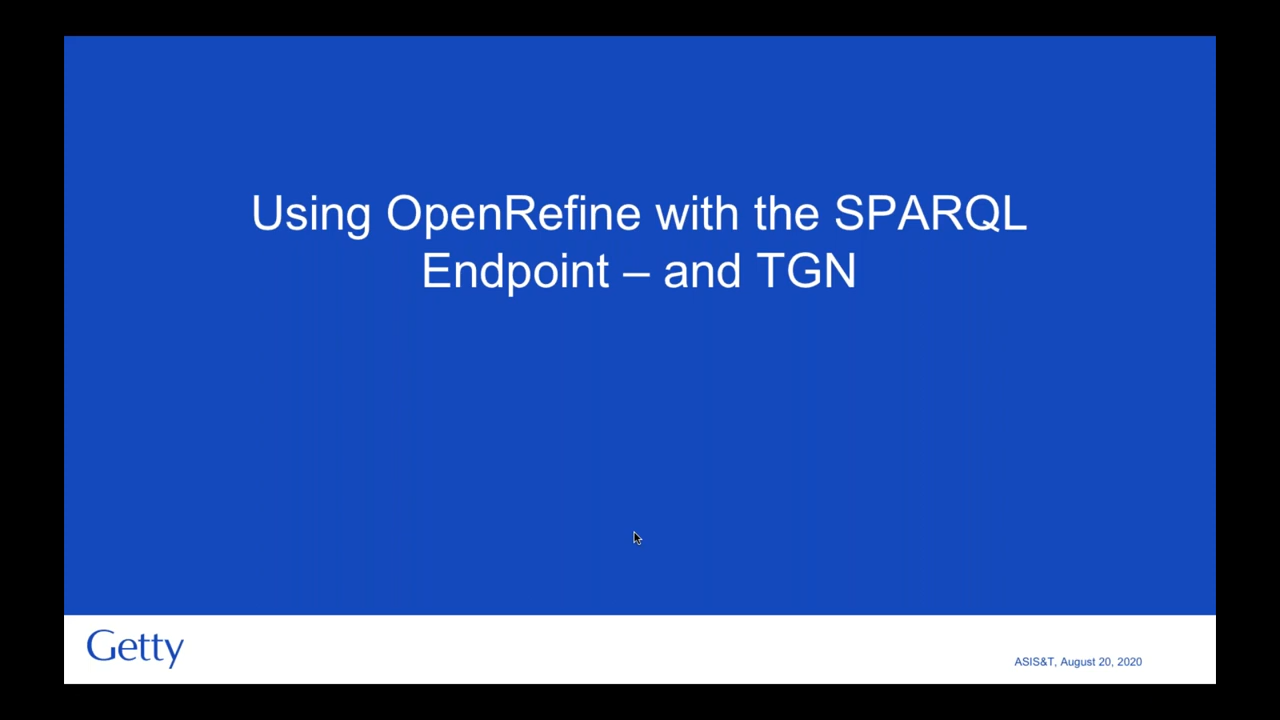 Using OpenRefine with the SPARQL
Endpoint – and TGN
Getty
ASIS&T, August 20, 2020